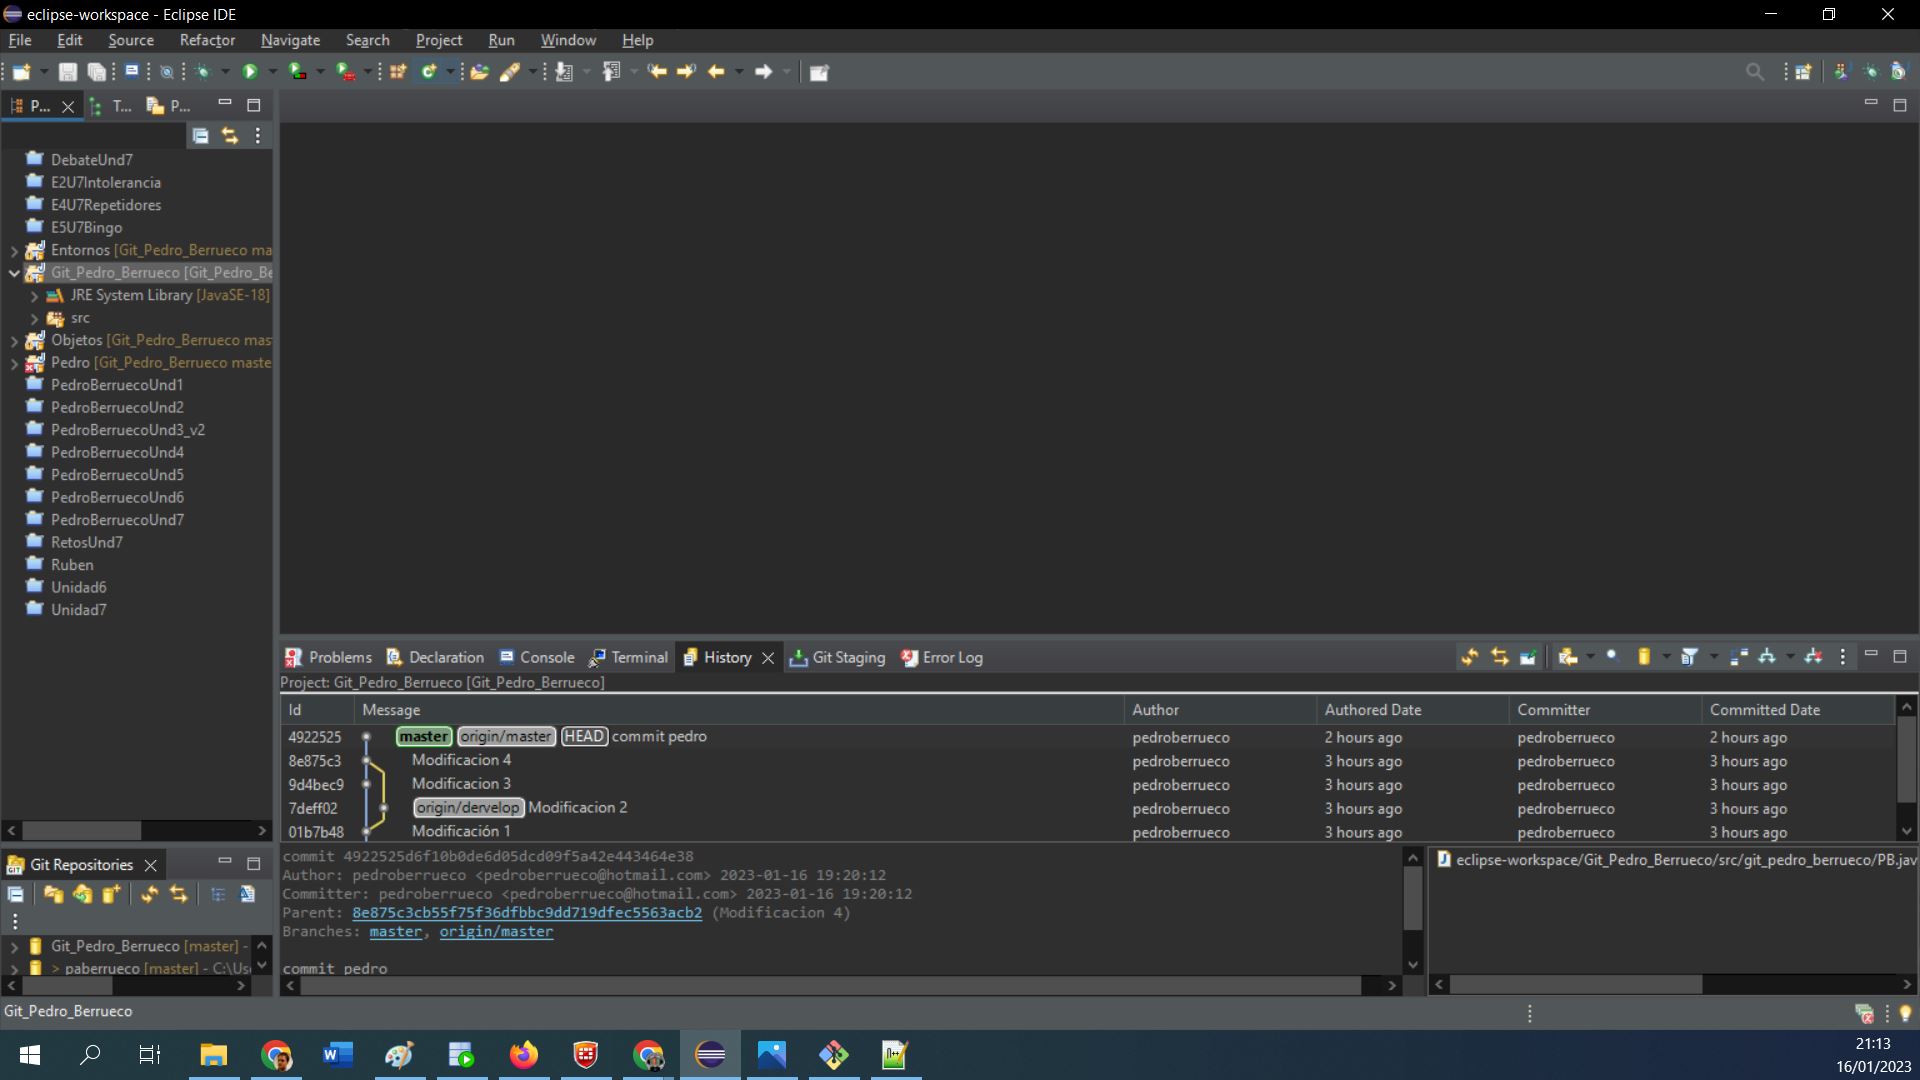 eclipse-workspace - Eclipse IDE
File Edit Source Refactor Navigate Search Project Run Window Help
P... T... P...
DebateUnd7
E2U7Intolerancia
E4U7Repetidores
E5U7Bingo
Entornos [Git_Pedro_Berrueco ma
Git_Pedro_Berrueco [Git_Pedro_Be
JRE System Library [JavaSE-18]
src
Objetos [Git_Pedro_Berrueco mas
Pedro [Git_Pedro_Berrueco maste
PedroBerruecoUnd1
PedroBerruecoUnd2
PedroBerruecoUnd3_v2
PedroBerruecoUnd4
PedroBerruecoUnd5
PedroBerruecoUnd6
PedroBerruecoUnd7
RetosUnd7
Ruben
Unidad6
Unidad7
Problems Declaration Console Terminal History Git Staging Error Log
Project: Git_Pedro_Berrueco [Git_Pedro_Berrueco]
Id Message Author Authored Date Committer Committed Date
4922525 master origin/master HEAD commit pedro pedroberrueco 2 hours ago pedroberrueco 2 hours ago
8e875c3 Modificacion 4 pedroberrueco 3 hours ago pedroberrueco 3 hours ago
9d4bec9 Modificacion 3 pedroberrueco 3 hours ago pedroberrueco 3 hours ago
7deff02 origin/dervelop Modificacion 2 pedroberrueco 3 hours ago pedroberrueco 3 hours ago
01b7b48 Modificación 1 pedroberrueco 3 hours ago pedroberrueco 3 hours ago
commit 4922525d6f10b0de6d05dcd09f5a42e443464e38
Author: pedroberrueco <pedroberrueco@hotmail.com> 2023-01-16 19:20:12
Committer: pedroberrueco <pedroberrueco@hotmail.com> 2023-01-16 19:20:12
Parent: 8e875c3cb55f75f36dfbbc9dd719dfec5563acb2 (Modificacion 4)
Branches: master, origin/master
commit pedro
eclipse-workspace/Git_Pedro_Berrueco/src/git_pedro_berrueco/PB.jav
Git Repositories
Git_Pedro_Berrueco [master] -
> paberrueco [master] - C:\Us
Git_Pedro_Berrueco
21:13
16/01/2023